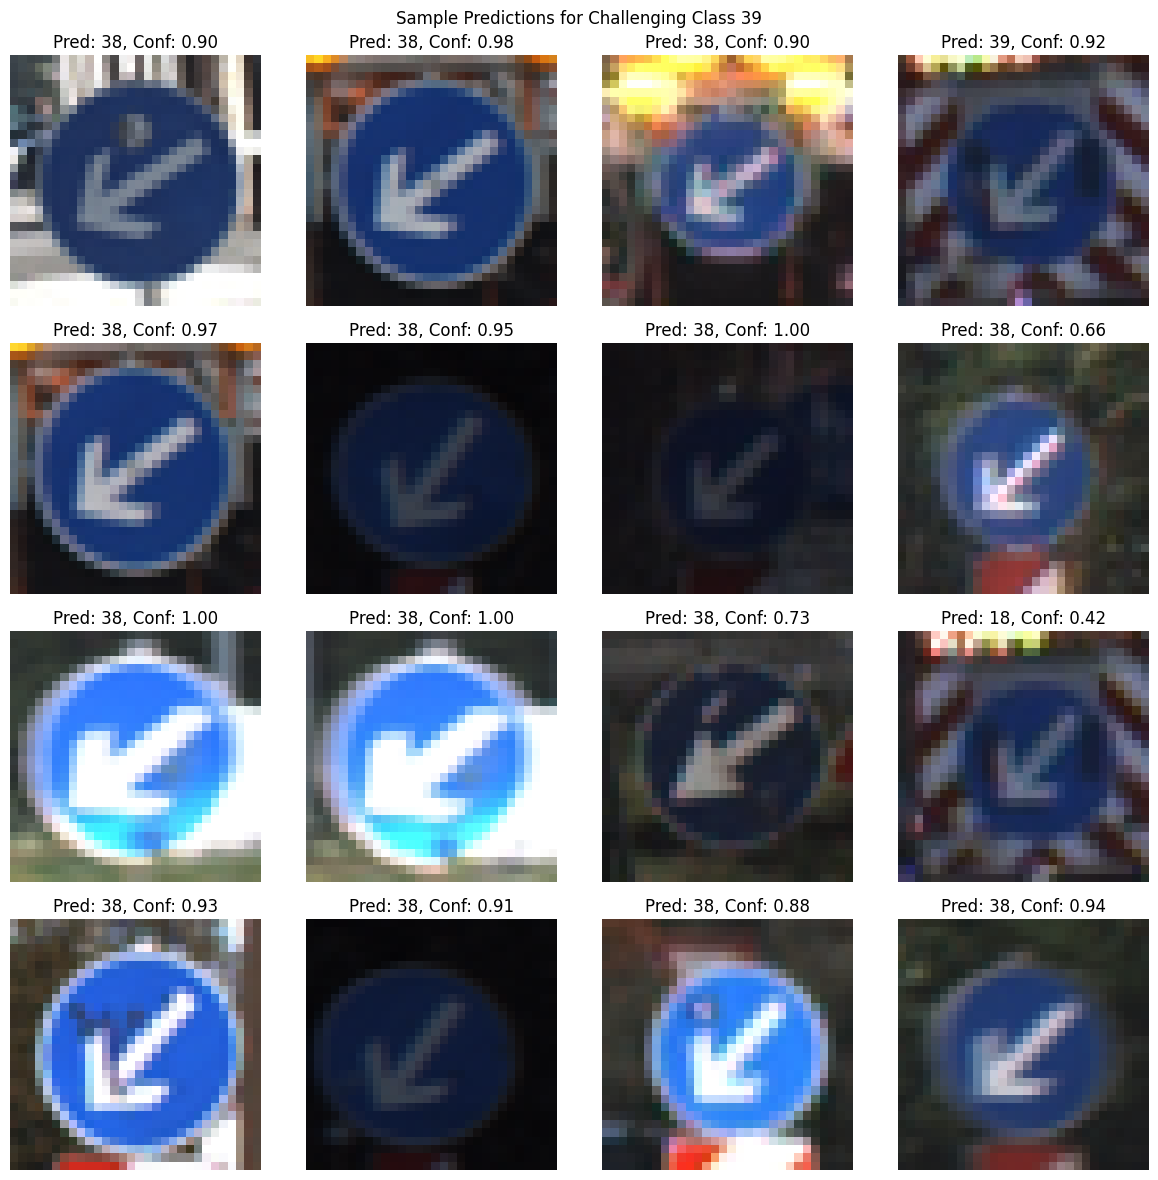 Sample Predictions for Challenging Class 39
Pred: 38, Conf: 0.90
Pred: 38, Conf: 0.98
Pred: 38, Conf: 0.90
Pred: 39, Conf: 0.92
Pred: 38, Conf: 0.97
Pred: 38, Conf: 0.95
Pred: 38, Conf: 1.00
Pred: 38, Conf: 0.66
Pred: 38, Conf: 1.00
Pred: 38, Conf: 1.00
Pred: 38, Conf: 0.73
Pred: 18, Conf: 0.42
Pred: 38, Conf: 0.93
Pred: 38, Conf: 0.91
Pred: 38, Conf: 0.88
Pred: 38, Conf: 0.94